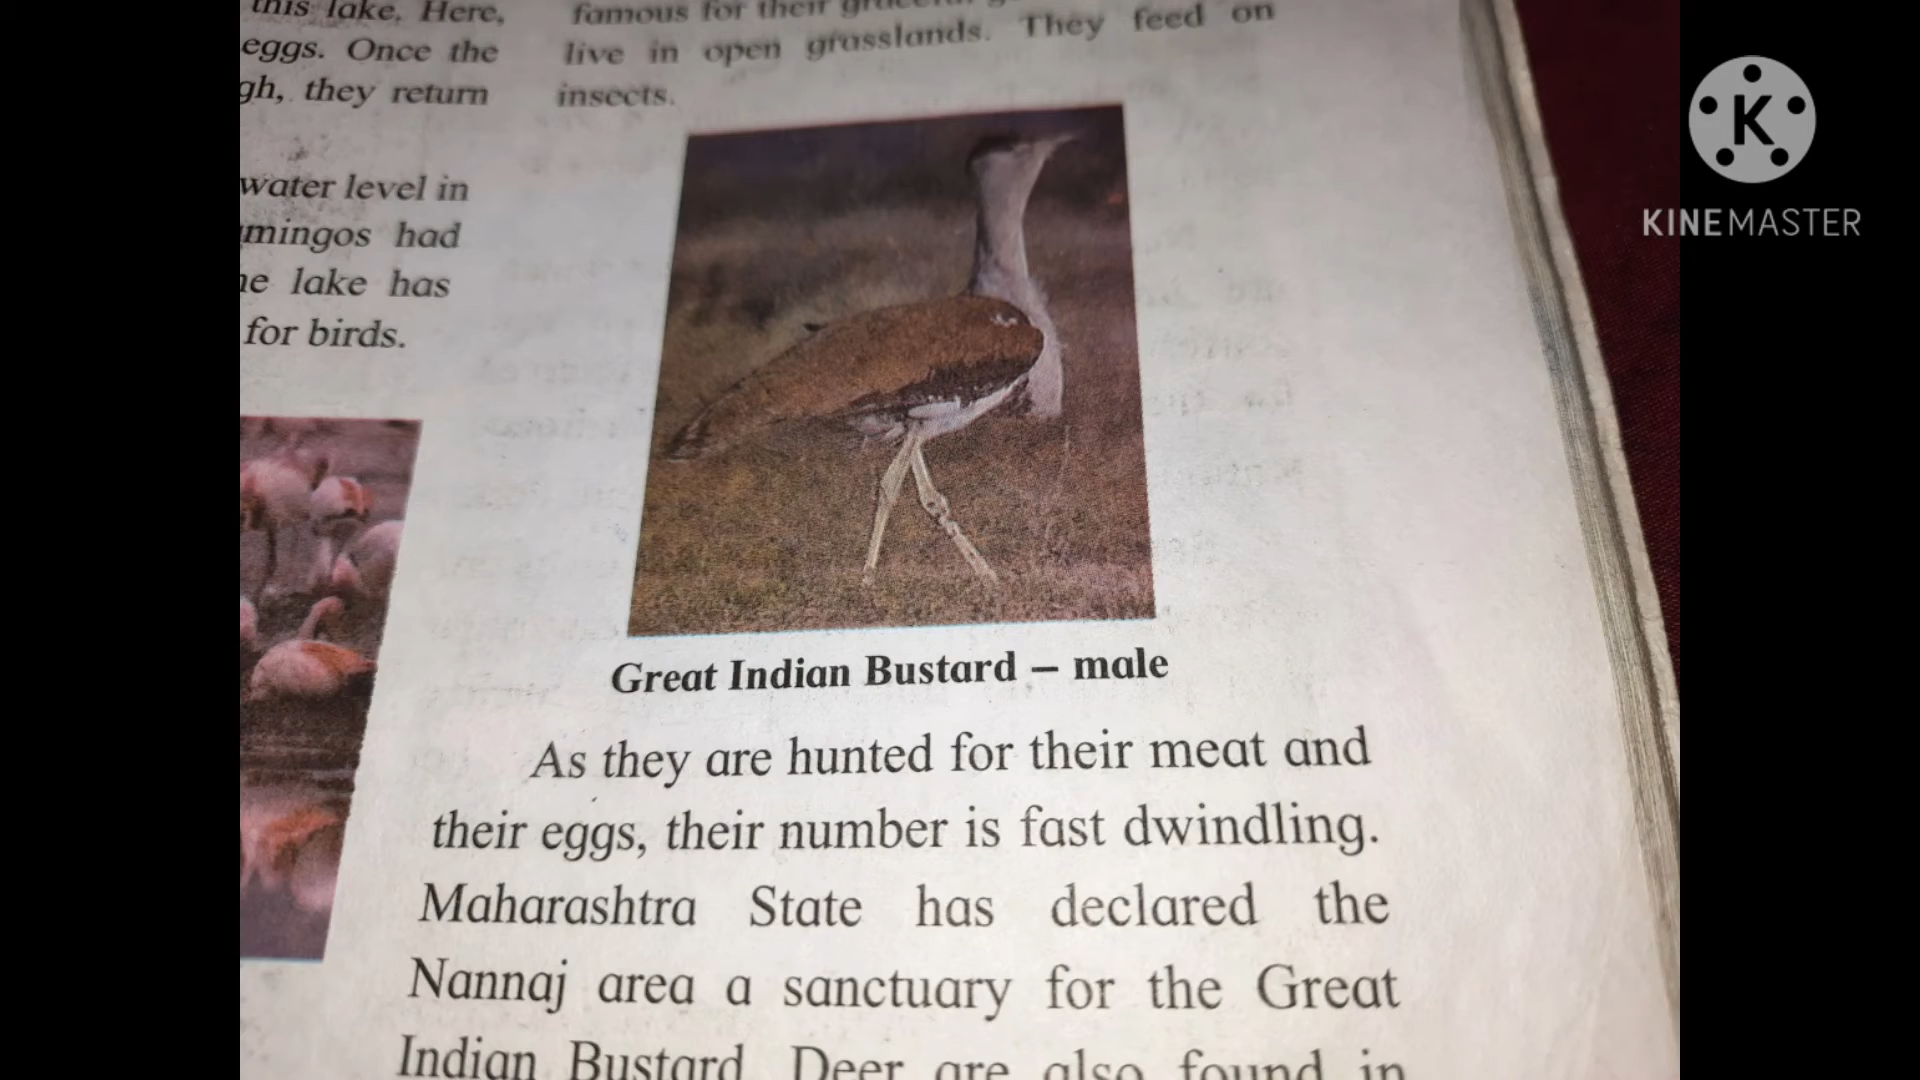 this lake. Here,
eggs. Once the
gh, they return
water level in
mingos had
he lake has
for birds.
famous for their graceful
live in open grasslands. They feed on
insects.
Great Indian Bustard – male
As they are hunted for their meat and
their eggs, their number is fast dwindling.
Maharashtra State has declared the
Nannaj area a sanctuary for the Great
Indian Bustard Deer are also found in
KINEMASTER